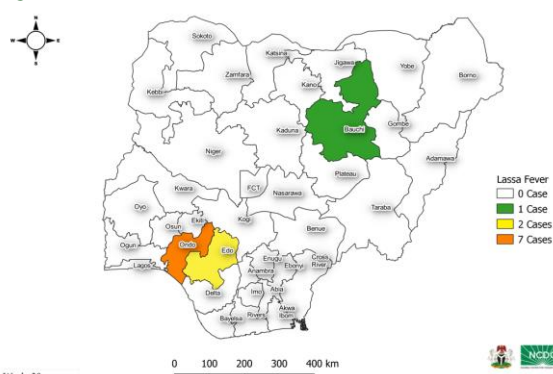 N
W
E
S
Sokoto
Katsina
Jigawa
Yobe
Borno
Zamfara
Kano
Kebbi
Bauchi
Gombe
Kaduna
Adamawa
Niger
Plateau
Kwara
FCT
Nasarawa
Taraba
Oyo
Ekiti
Kogi
Osun
Benue
Ogun
Ondo
Edo
Lagos
Enugu
Anambra
Ebonyi
Cross
River
Delta
Imo
Abia
Bayelsa
Rivers
Akwa
Ibom
Lassa Fever
0 Case
1 Case
2 Cases
7 Cases
0 100 200 300 400 km
NCDC